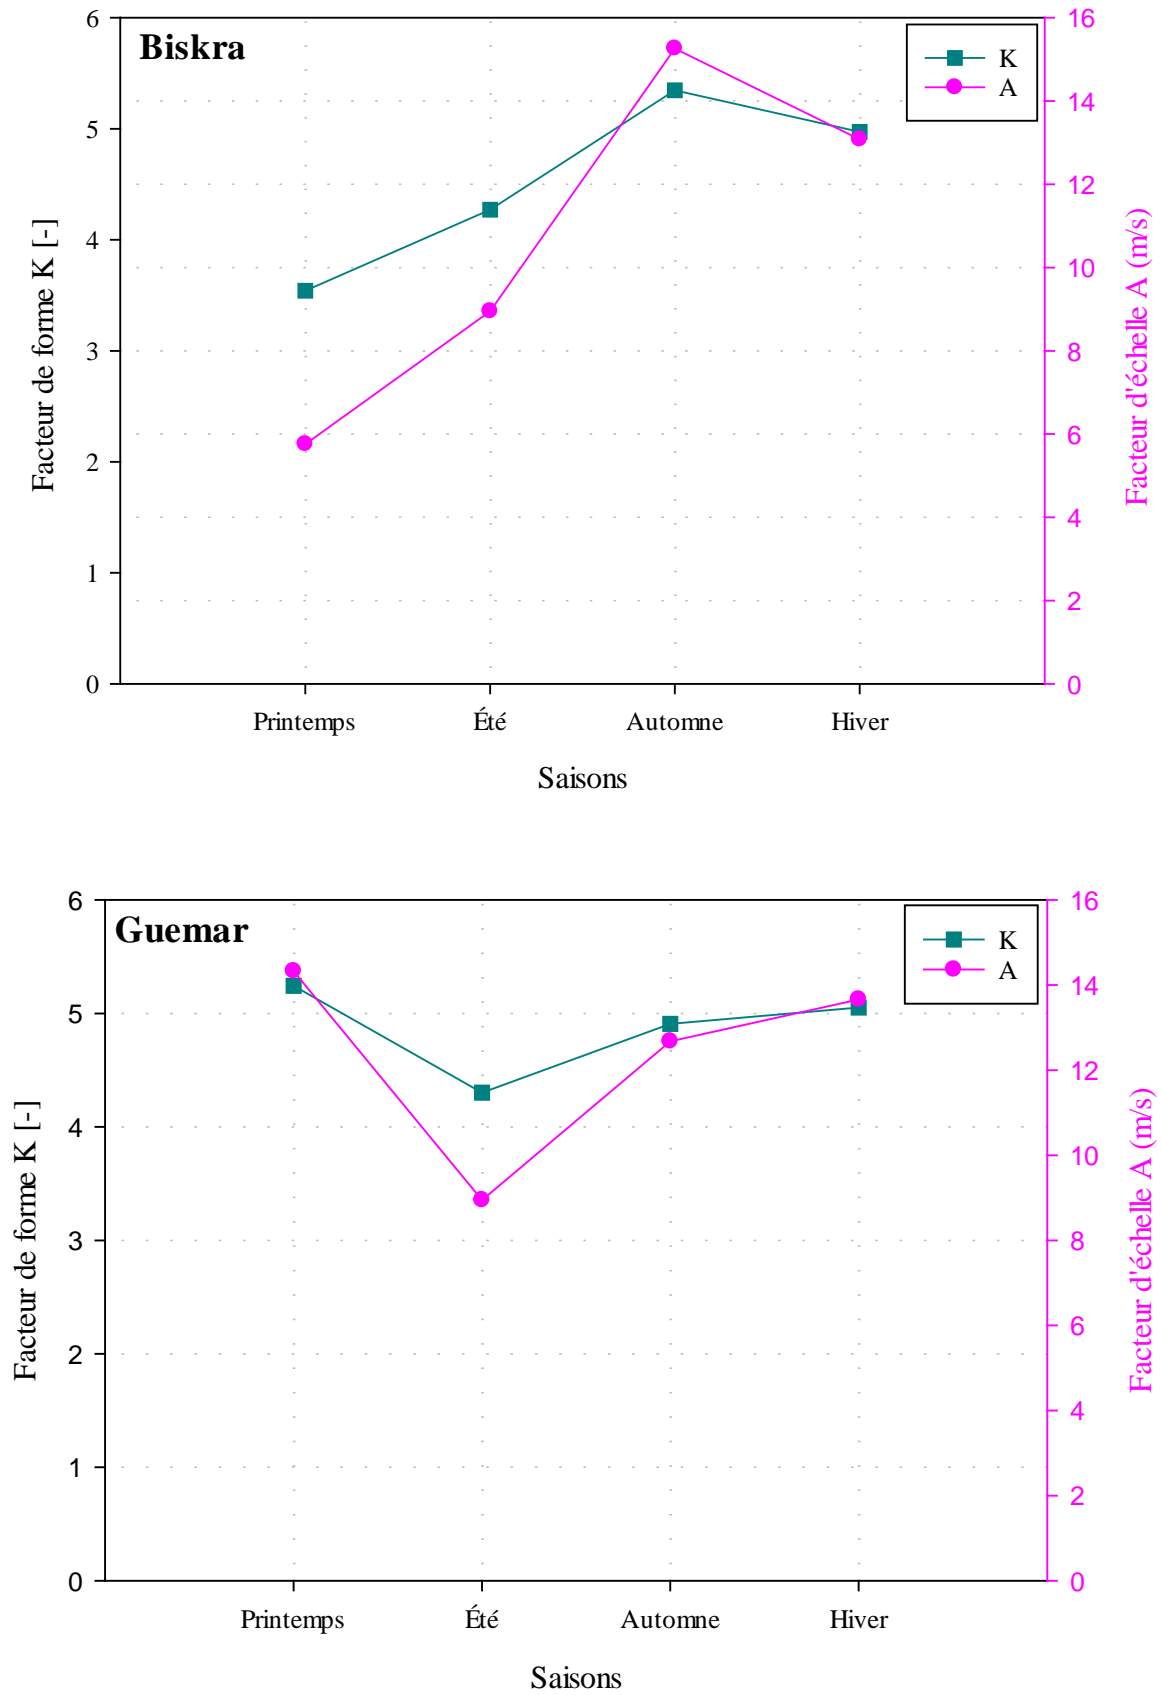 Biskra
K
A
6
5
4
3
2
1
0
16
14
12
10
8
6
4
2
0
Facteur de forme K [-]
Facteur d'échelle A (m/s)
Printemps Été Automne Hiver
Saisons
Guemar
K
A
6
5
4
3
2
1
0
16
14
12
10
8
6
4
2
0
Facteur de forme K [-]
Facteur d'échelle A (m/s)
Printemps Été Automne Hiver
Saisons